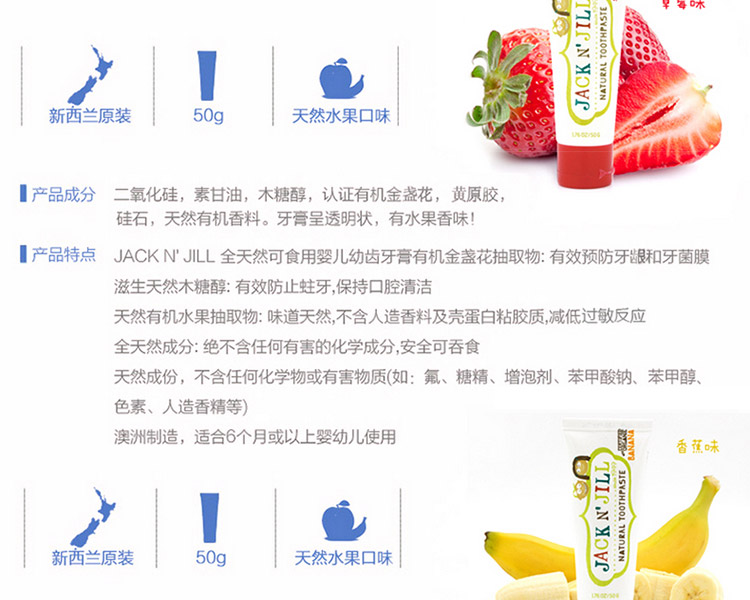 草莓味
JACK N' JILL
NATURAL TOOTHPASTE
1.76 OZ/50 G
新西兰原装
50g
天然水果口味
产品成分
二氧化硅，素甘油，木糖醇，认证有机金盏花，黄原胶，
硅石，天然有机香料。牙膏呈透明状，有水果香味!
产品特点
JACK N' JILL 全天然可食用婴儿幼齿牙膏有机金盏花抽取物: 有效预防牙龈和牙菌膜
滋生天然木糖醇: 有效防止蛀牙,保持口腔清洁
天然有机水果抽取物: 味道天然,不含人造香料及壳蛋白粘胶质,减低过敏反应
全天然成分: 绝不含任何有害的化学成分,安全可吞食
天然成份，不含任何化学物或有害物质(如：氟、糖精、增泡剂、苯甲酸钠、苯甲醇、
色素、人造香精等)
澳洲制造，适合6个月或以上婴幼儿使用
香蕉味
BANANA
JACK N' JILL
NATURAL TOOTHPASTE
1.76 OZ/50 G
新西兰原装
50g
天然水果口味